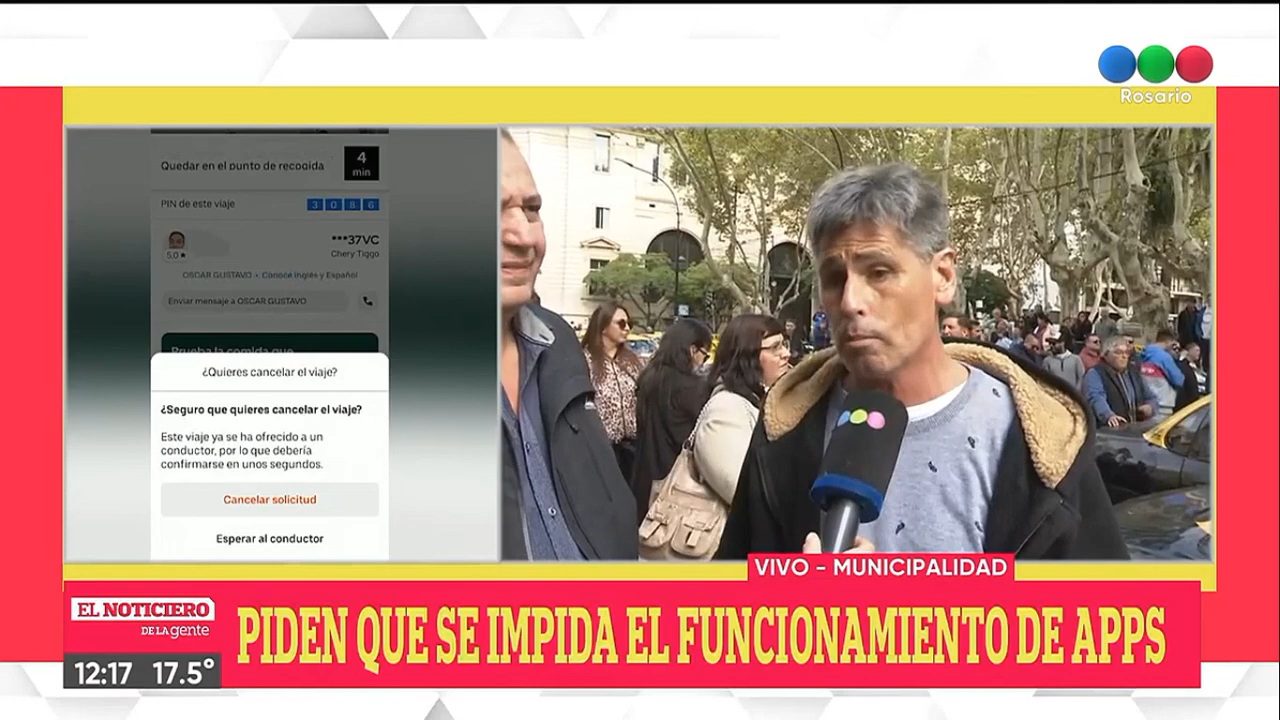 Rosario
Quedar en el punto de recogida
4
min
PIN de este viaje
3 0 8 6
5.0★
***37VC
Chery Tiggo
OSCAR GUSTAVO • Conoce Inglés y Español
Enviar mensaje a OSCAR GUSTAVO
Prueba la comida que
¿Quieres cancelar el viaje?
¿Seguro que quieres cancelar el viaje?
Este viaje ya se ha ofrecido a un
conductor, por lo que debería
confirmarse en unos segundos.
Cancelar solicitud
Esperar al conductor
VIVO - MUNICIPALIDAD
EL NOTICIERO
DE LA gente
PIDEN QUE SE IMPIDA EL FUNCIONAMIENTO DE APPS
12:17 17.5°